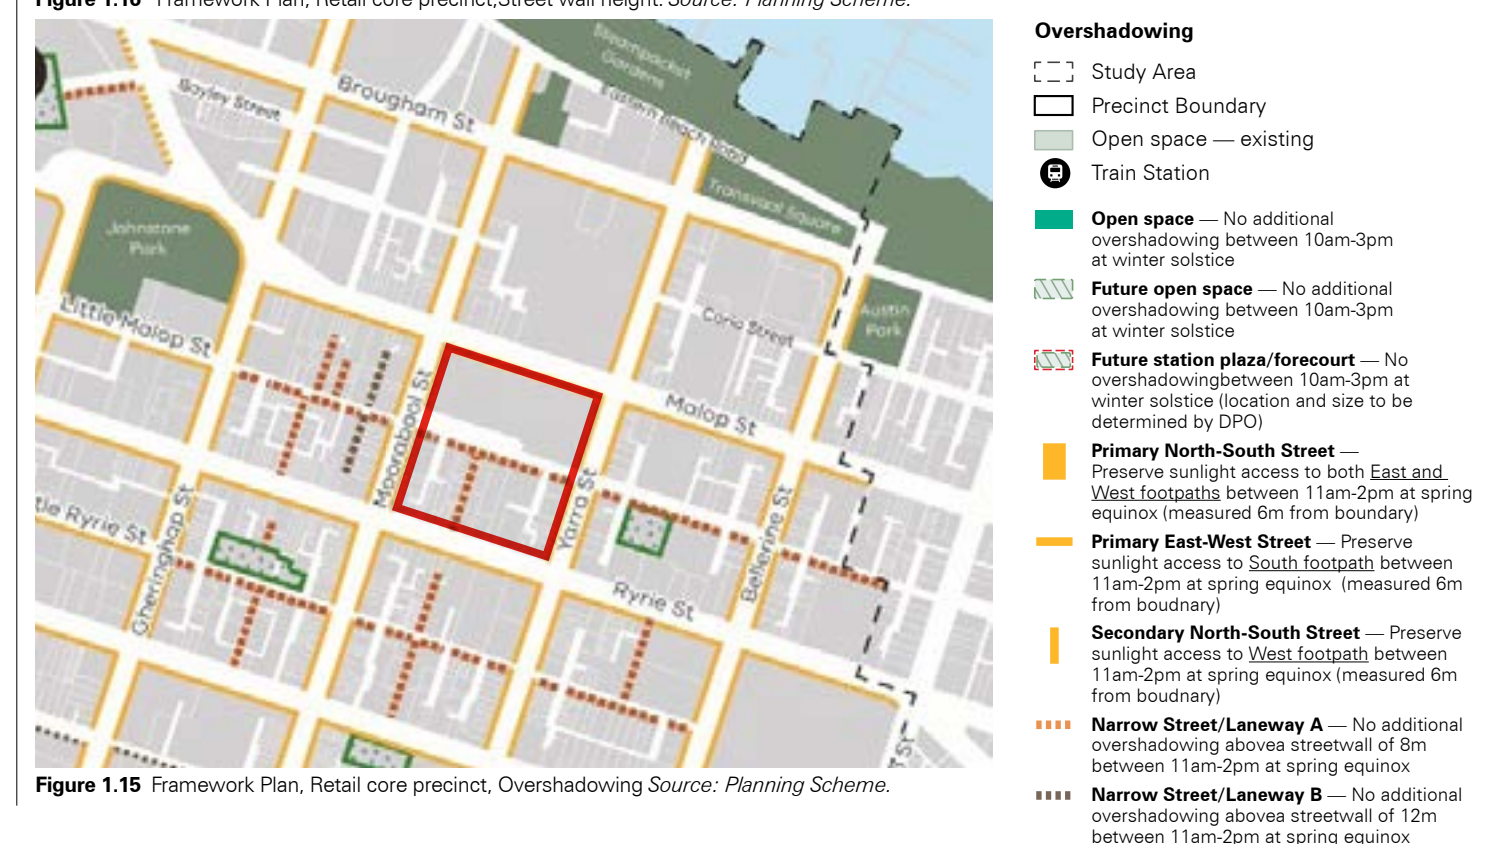 Figure 1.16 Framework Plan, Retail core precinct,Street wall height. Source: Planning Scheme.
Steampacket
Gardens
Eastern Beach Road
Brougham St
Bayley Street
Transvaal Square
Johnstone
Park
Austin
Park
Corio Street
Little Malop St
Malop St
Moorabool St
Yarra St
Gheringhap St
Bellerine St
tle Ryrie St
Ryrie St
St
Figure 1.15 Framework Plan, Retail core precinct, Overshadowing Source: Planning Scheme.
Overshadowing
Study Area
Precinct Boundary
Open space — existing
Train Station
Open space — No additional
overshadowing between 10am-3pm
at winter solstice
Future open space — No additional
overshadowing between 10am-3pm
at winter solstice
Future station plaza/forecourt — No
overshadowingbetween 10am-3pm at
winter solstice (location and size to be
determined by DPO)
Primary North-South Street —
Preserve sunlight access to both East and
West footpaths between 11am-2pm at spring
equinox (measured 6m from boundary)
Primary East-West Street — Preserve
sunlight access to South footpath between
11am-2pm at spring equinox (measured 6m
from boudnary)
Secondary North-South Street — Preserve
sunlight access to West footpath between
11am-2pm at spring equinox (measured 6m
from boudnary)
Narrow Street/Laneway A — No additional
overshadowing abovea streetwall of 8m
between 11am-2pm at spring equinox
Narrow Street/Laneway B — No additional
overshadowing abovea streetwall of 12m
between 11am-2pm at spring equinox